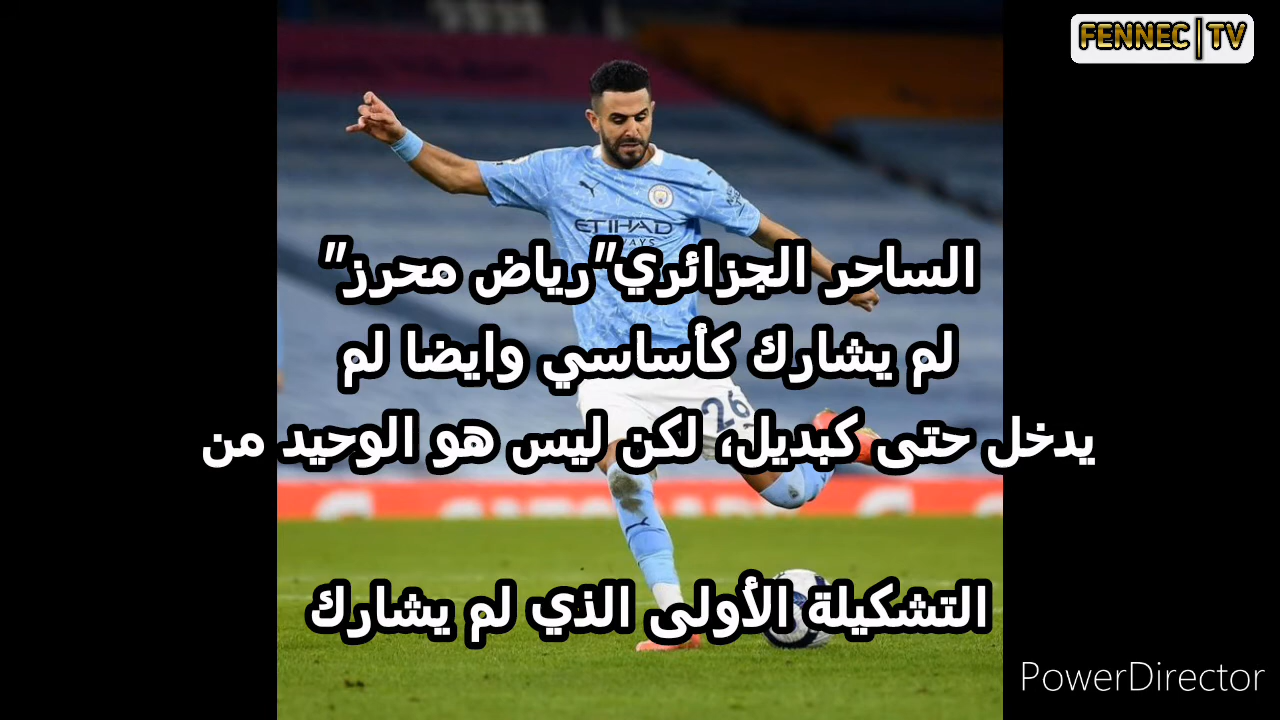 FENNEC|TV
ETIHAD
AYS
الساحر الجزائري"رياض محرز"
لم يشارك كأساسي وايضا لم
26
يدخل حتى كبديل، لكن ليس هو الوحيد من
التشكيلة الأولى الذي لم يشارك
PowerDirector